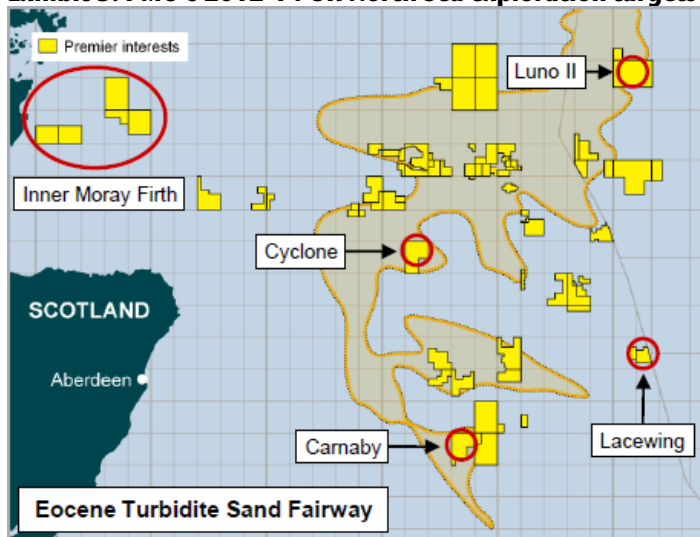 Premier interests
Luno II
Inner Moray Firth
Cyclone
SCOTLAND
Aberdeen
Carnaby
Lacewing
Eocene Turbidite Sand Fairway